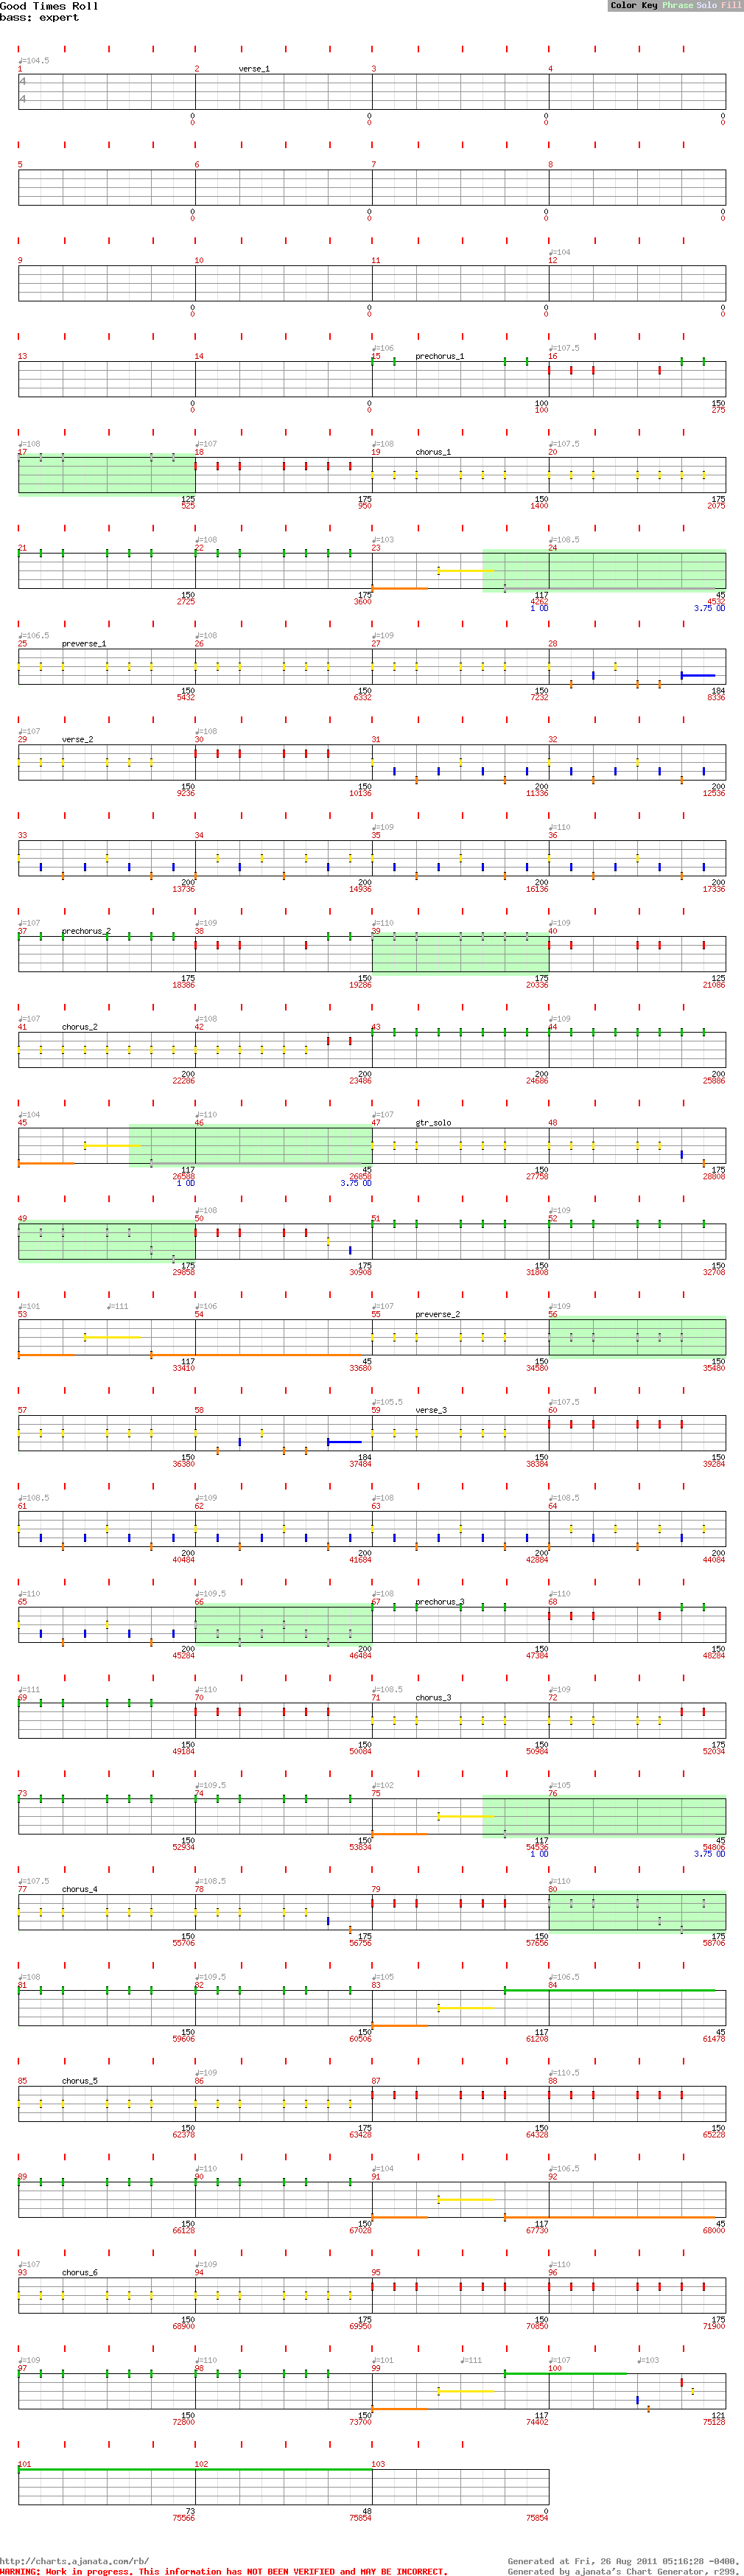 Good Times Roll Color Key Phrase Solo Fill
bass: expert
♩=104.5
1 2 verse_1 3 4
4
4
0 0 0 0
0 0 0 0
5 6 7 8
0 0 0 0
0 0 0 0
♩=104
9 10 11 12
0 0 0 0
0 0 0 0
♩=106 ♩=107.5
13 14 15 prechorus_1 16
0 0 100 150
0 0 100 275
♩=108 ♩=107 ♩=108 ♩=107.5
17 18 19 chorus_1 20
125 175 150 175
525 950 1400 2075
♩=108 ♩=103 ♩=108.5
21 22 23 24
150 175 117 45
2725 3600 4262 4532
1 OD 3.75 OD
♩=106.5 ♩=108 ♩=109
25 preverse_1 26 27 28
150 150 150 184
5432 6332 7232 8336
♩=107 ♩=108
29 verse_2 30 31 32
150 150 200 200
9236 10136 11336 12536
♩=109 ♩=110
33 34 35 36
200 200 200 200
13736 14936 16136 17336
♩=107 ♩=109 ♩=110 ♩=109
37 prechorus_2 38 39 40
175 150 175 125
18386 19286 20336 21086
♩=107 ♩=108 ♩=109
41 chorus_2 42 43 44
200 200 200 200
22286 23486 24686 25886
♩=104 ♩=110 ♩=107
45 46 47 gtr_solo 48
117 45 150 175
26588 26858 27758 28808
1 OD 3.75 OD
♩=108 ♩=109
49 50 51 52
175 175 150 150
29858 30908 31808 32708
♩=101 ♩=111 ♩=106 ♩=107 ♩=109
53 54 55 preverse_2 56
117 45 150 150
33410 33680 34580 35480
♩=105.5 ♩=107.5
57 58 59 verse_3 60
150 184 150 150
36380 37484 38384 39284
♩=108.5 ♩=109 ♩=108 ♩=108.5
61 62 63 64
200 200 200 200
40484 41684 42884 44084
♩=110 ♩=109.5 ♩=108 ♩=110
65 66 67 prechorus_3 68
200 200 150 150
45284 46484 47384 48284
♩=111 ♩=110 ♩=108.5 ♩=109
69 70 71 chorus_3 72
150 150 150 175
49184 50084 50984 52034
♩=109.5 ♩=102 ♩=105
73 74 75 76
150 150 117 45
52934 53834 54536 54806
1 OD 3.75 OD
♩=107.5 ♩=108.5 ♩=110
77 chorus_4 78 79 80
150 175 150 175
55706 56756 57656 58706
♩=108 ♩=109.5 ♩=105 ♩=106.5
81 82 83 84
150 150 117 45
59606 60506 61208 61478
♩=109 ♩=110.5
85 chorus_5 86 87 88
150 175 150 150
62378 63428 64328 65228
♩=110 ♩=104 ♩=106.5
89 90 91 92
150 150 117 45
66128 67028 67730 68000
♩=107 ♩=109 ♩=110
93 chorus_6 94 95 96
150 175 150 175
68900 69950 70850 71900
♩=109 ♩=110 ♩=101 ♩=111 ♩=107 ♩=103
97 98 99 100
150 150 117 121
72800 73700 74402 75128
101 102 103
73 48 0
75566 75854 75854
http://charts.ajanata.com/rb/ Generated at Fri, 26 Aug 2011 05:16:28 -0400.
WARNING: Work in progress. This information has NOT BEEN VERIFIED and MAY BE INCORRECT. Generated by ajanata's Chart Generator, r299.